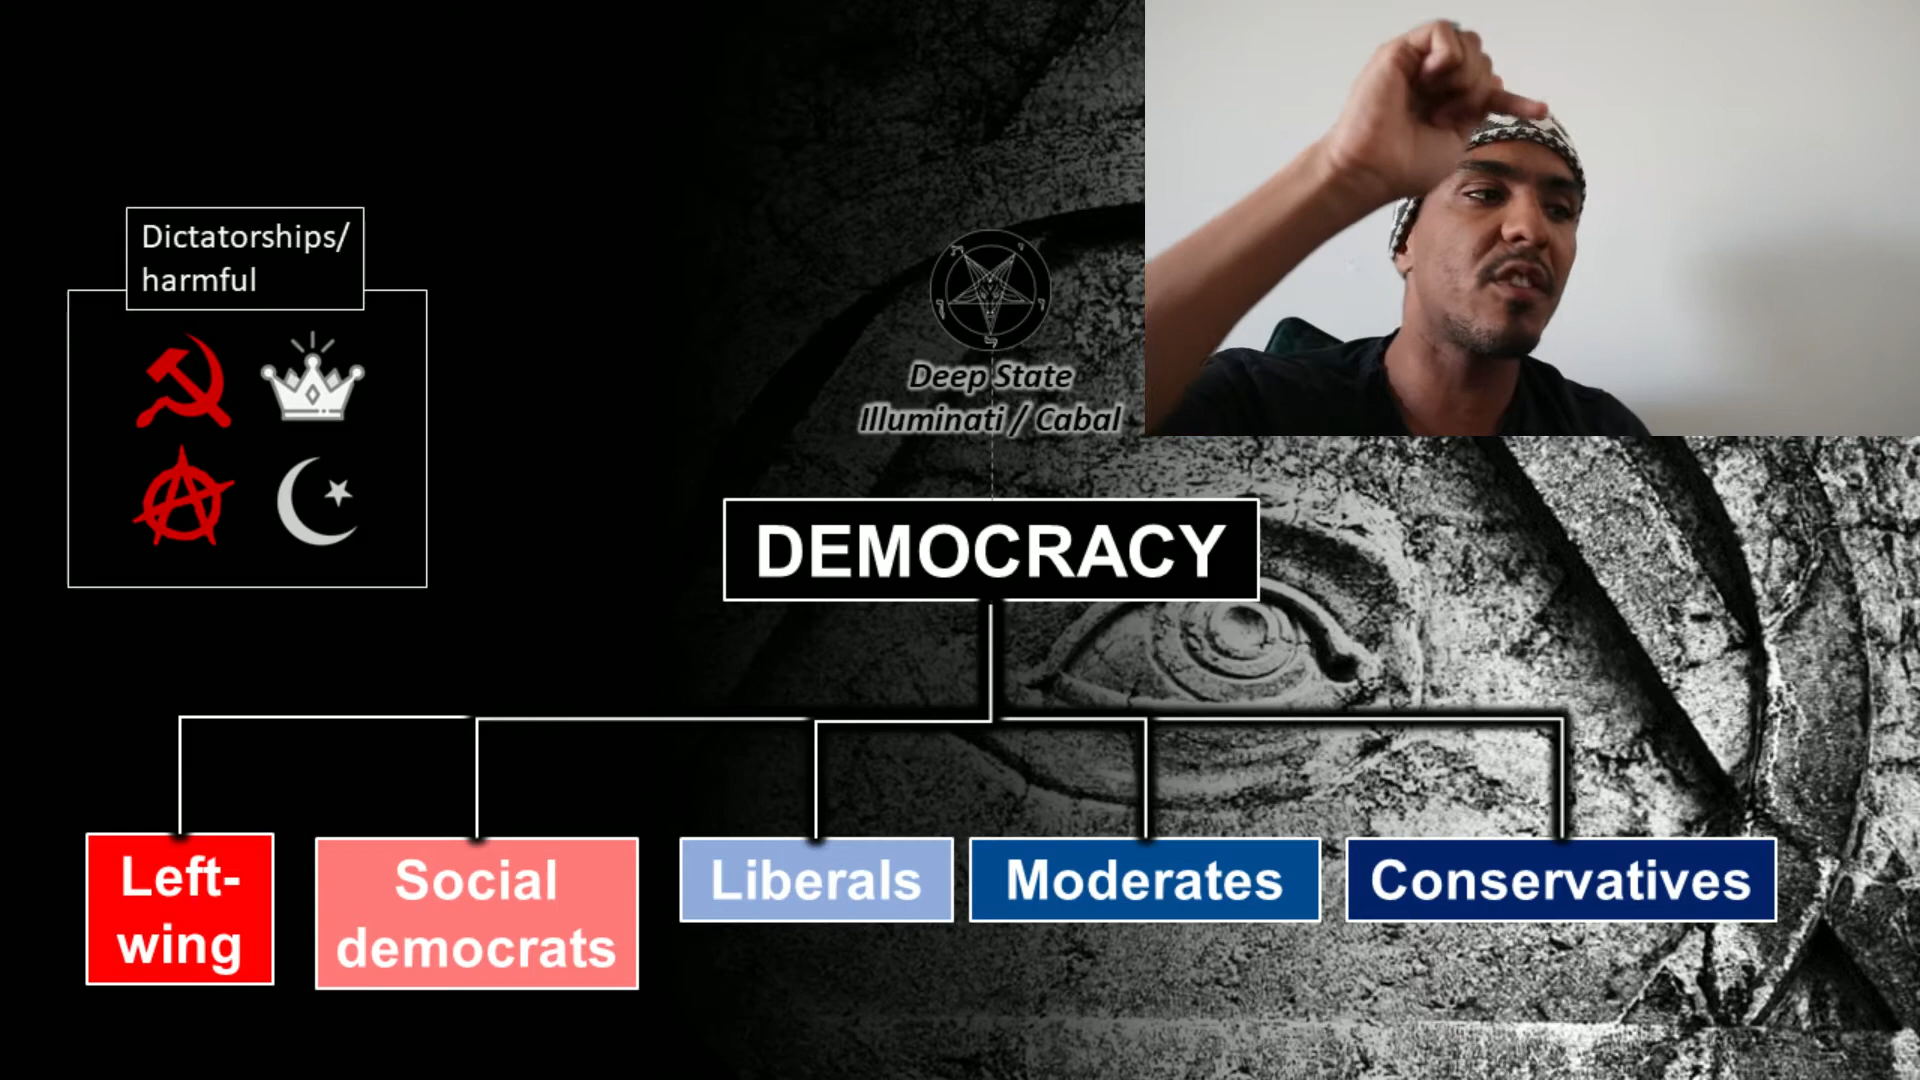 Dictatorships/
harmful
Deep State
Illuminati / Cabal
DEMOCRACY
Left-
wing
Social
democrats
Liberals
Moderates
Conservatives